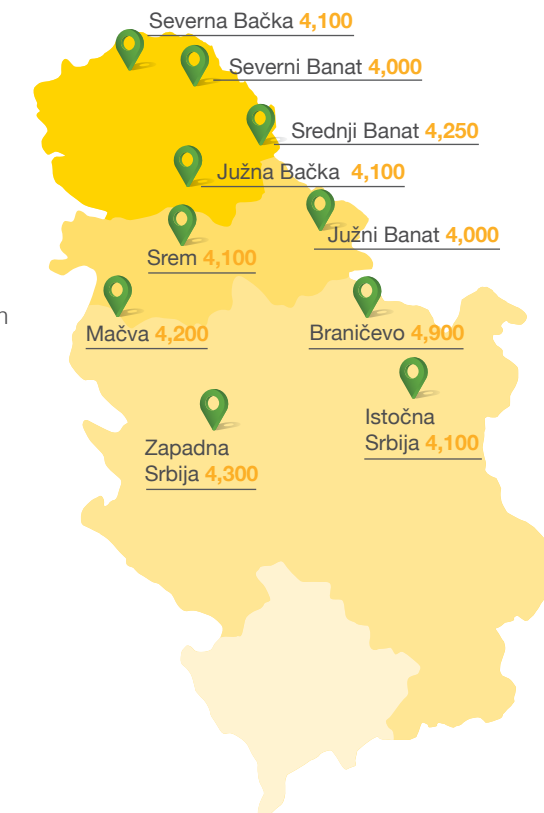 Severna Bačka 4,100
Severni Banat 4,000
Srednji Banat 4,250
Južna Bačka 4,100
Južni Banat 4,000
Srem 4,100
n
Mačva 4,200
Braničevo 4,900
Istočna
Srbija 4,100
Zapadna
Srbija 4,300